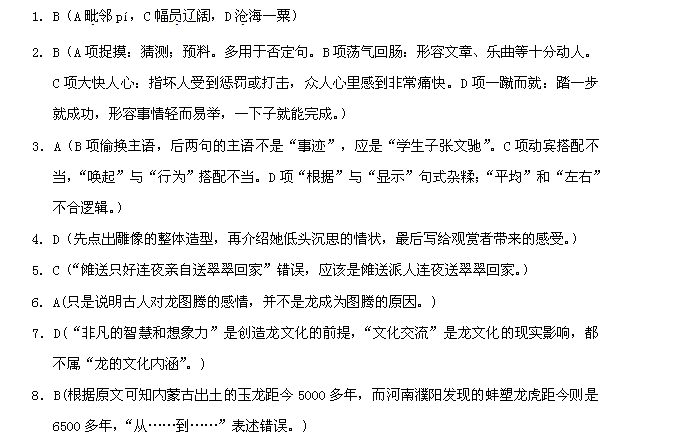 1. B（A毗邻pí，C幅员辽阔，D沧海一粟）
2. B（A项捉摸：猜测；预料。多用于否定句。B项荡气回肠：形容文章、乐曲等十分动人。
C项大快人心：指坏人受到惩罚或打击，众人心里感到非常痛快。D项一蹴而就：踏一步
就成功，形容事情轻而易举，一下子就能完成。）
3. A（B项偷换主语，后两句的主语不是“事迹”，应是“学生子张文驰”。C项动宾搭配不
当，“唤起”与“行为”搭配不当。D项“根据”与“显示”句式杂糅；“平均”和“左右”
不合逻辑。）
4. D（先点出雕像的整体造型，再介绍她低头沉思的情状，最后写给观赏者带来的感受。）
5. C（“傩送只好连夜亲自送翠翠回家”错误，应该是傩送派人连夜送翠翠回家。）
6. A(只是说明古人对龙图腾的感情，并不是龙成为图腾的原因。)
7. D(“非凡的智慧和想象力”是创造龙文化的前提，“文化交流”是龙文化的现实影响，都
不属“龙的文化内涵”。)
8. B(根据原文可知内蒙古出土的玉龙距今5000多年，而河南濮阳发现的蚌塑龙虎距今则是
6500多年，“从……到……”表述错误。)